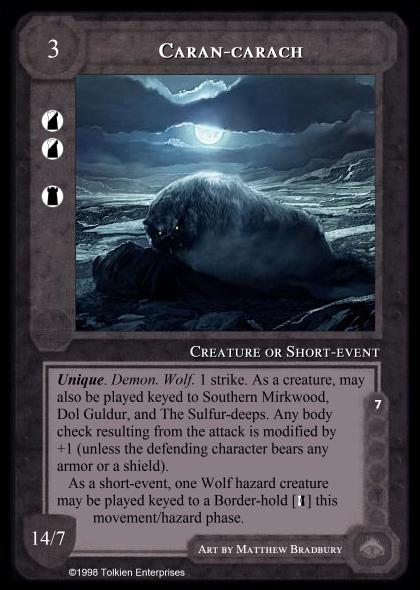 3
CARAN-CARACH
CREATURE OR SHORT-EVENT
Unique. Demon. Wolf. 1 strike. As a creature, may
also be played keyed to Southern Mirkwood,
Dol Guldur, and The Sulfur-deeps. Any body
check resulting from the attack is modified by
+1 (unless the defending character bears any
armor or a shield).
As a short-event, one Wolf hazard creature
may be played keyed to a Border-hold [] this
movement/hazard phase.
7
14/7
ART BY MATTHEW BRADBURY
©1998 Tolkien Enterprises